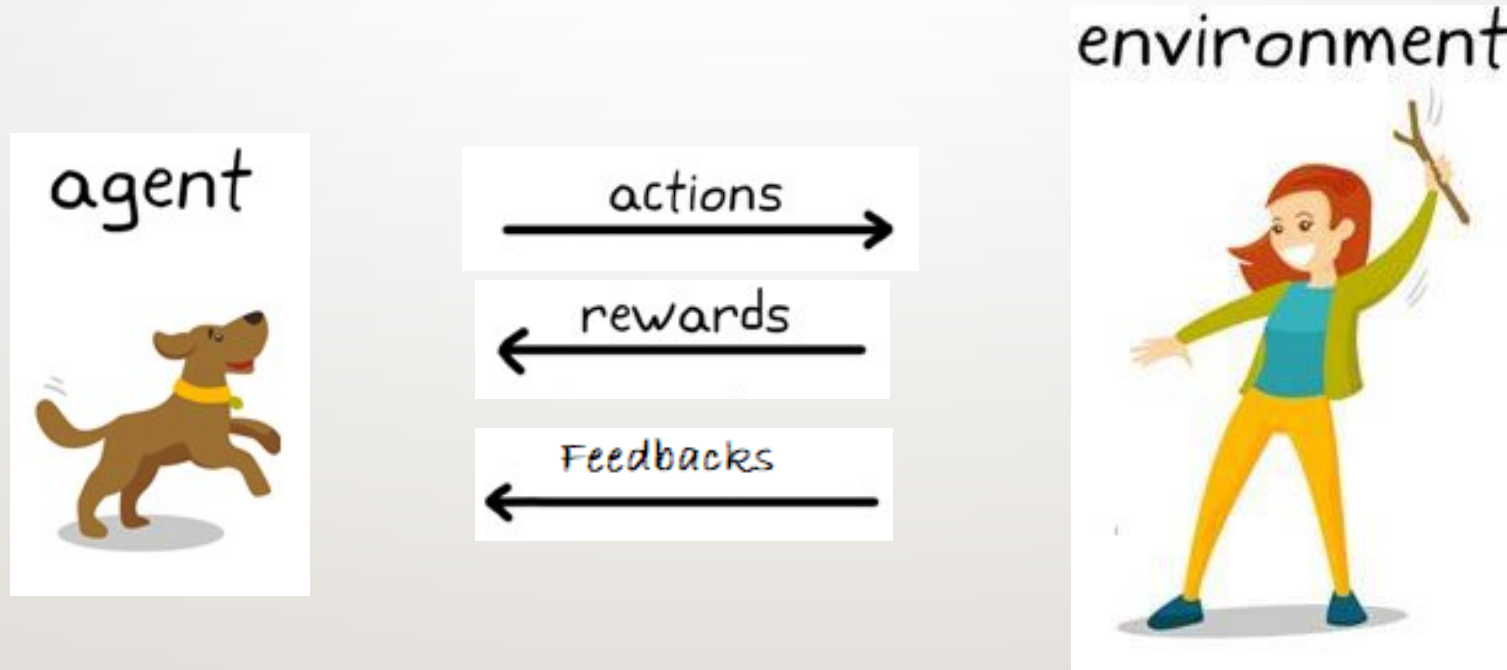 environment
agent
actions
rewards
Feedbacks